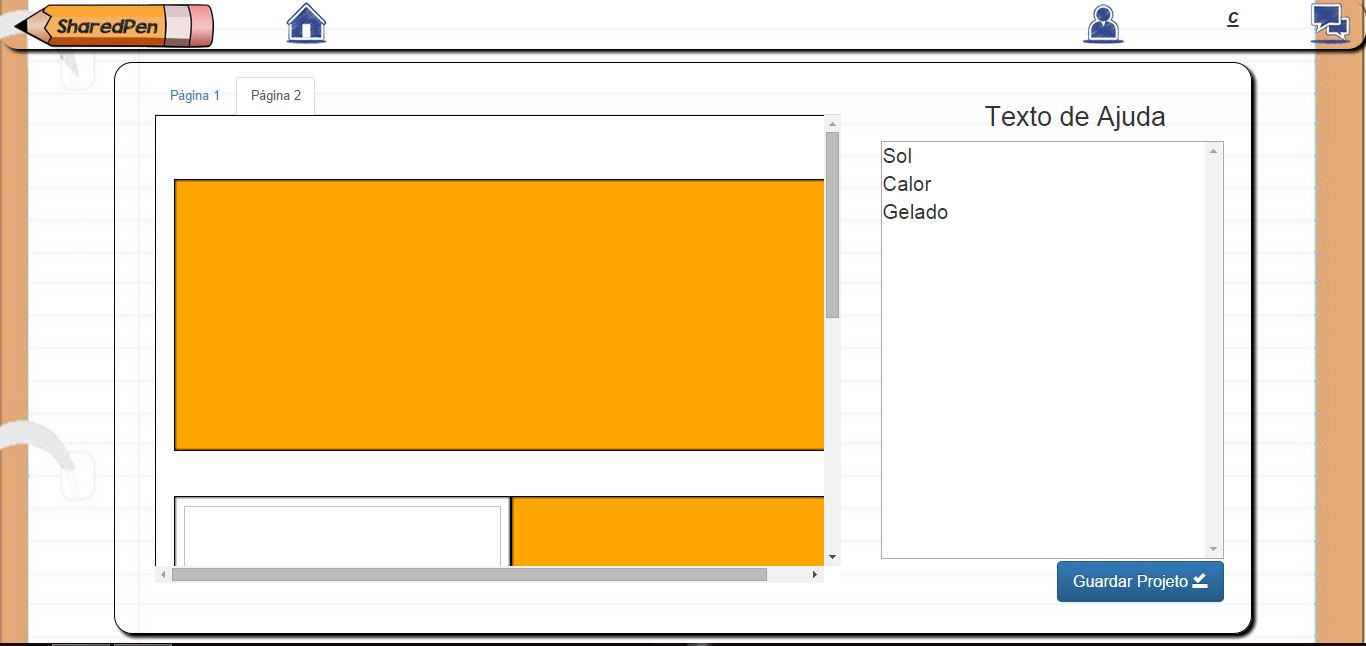 SharedPen
c
Página 1
Página 2
Texto de Ajuda
Sol
Calor
Gelado
Guardar Projeto